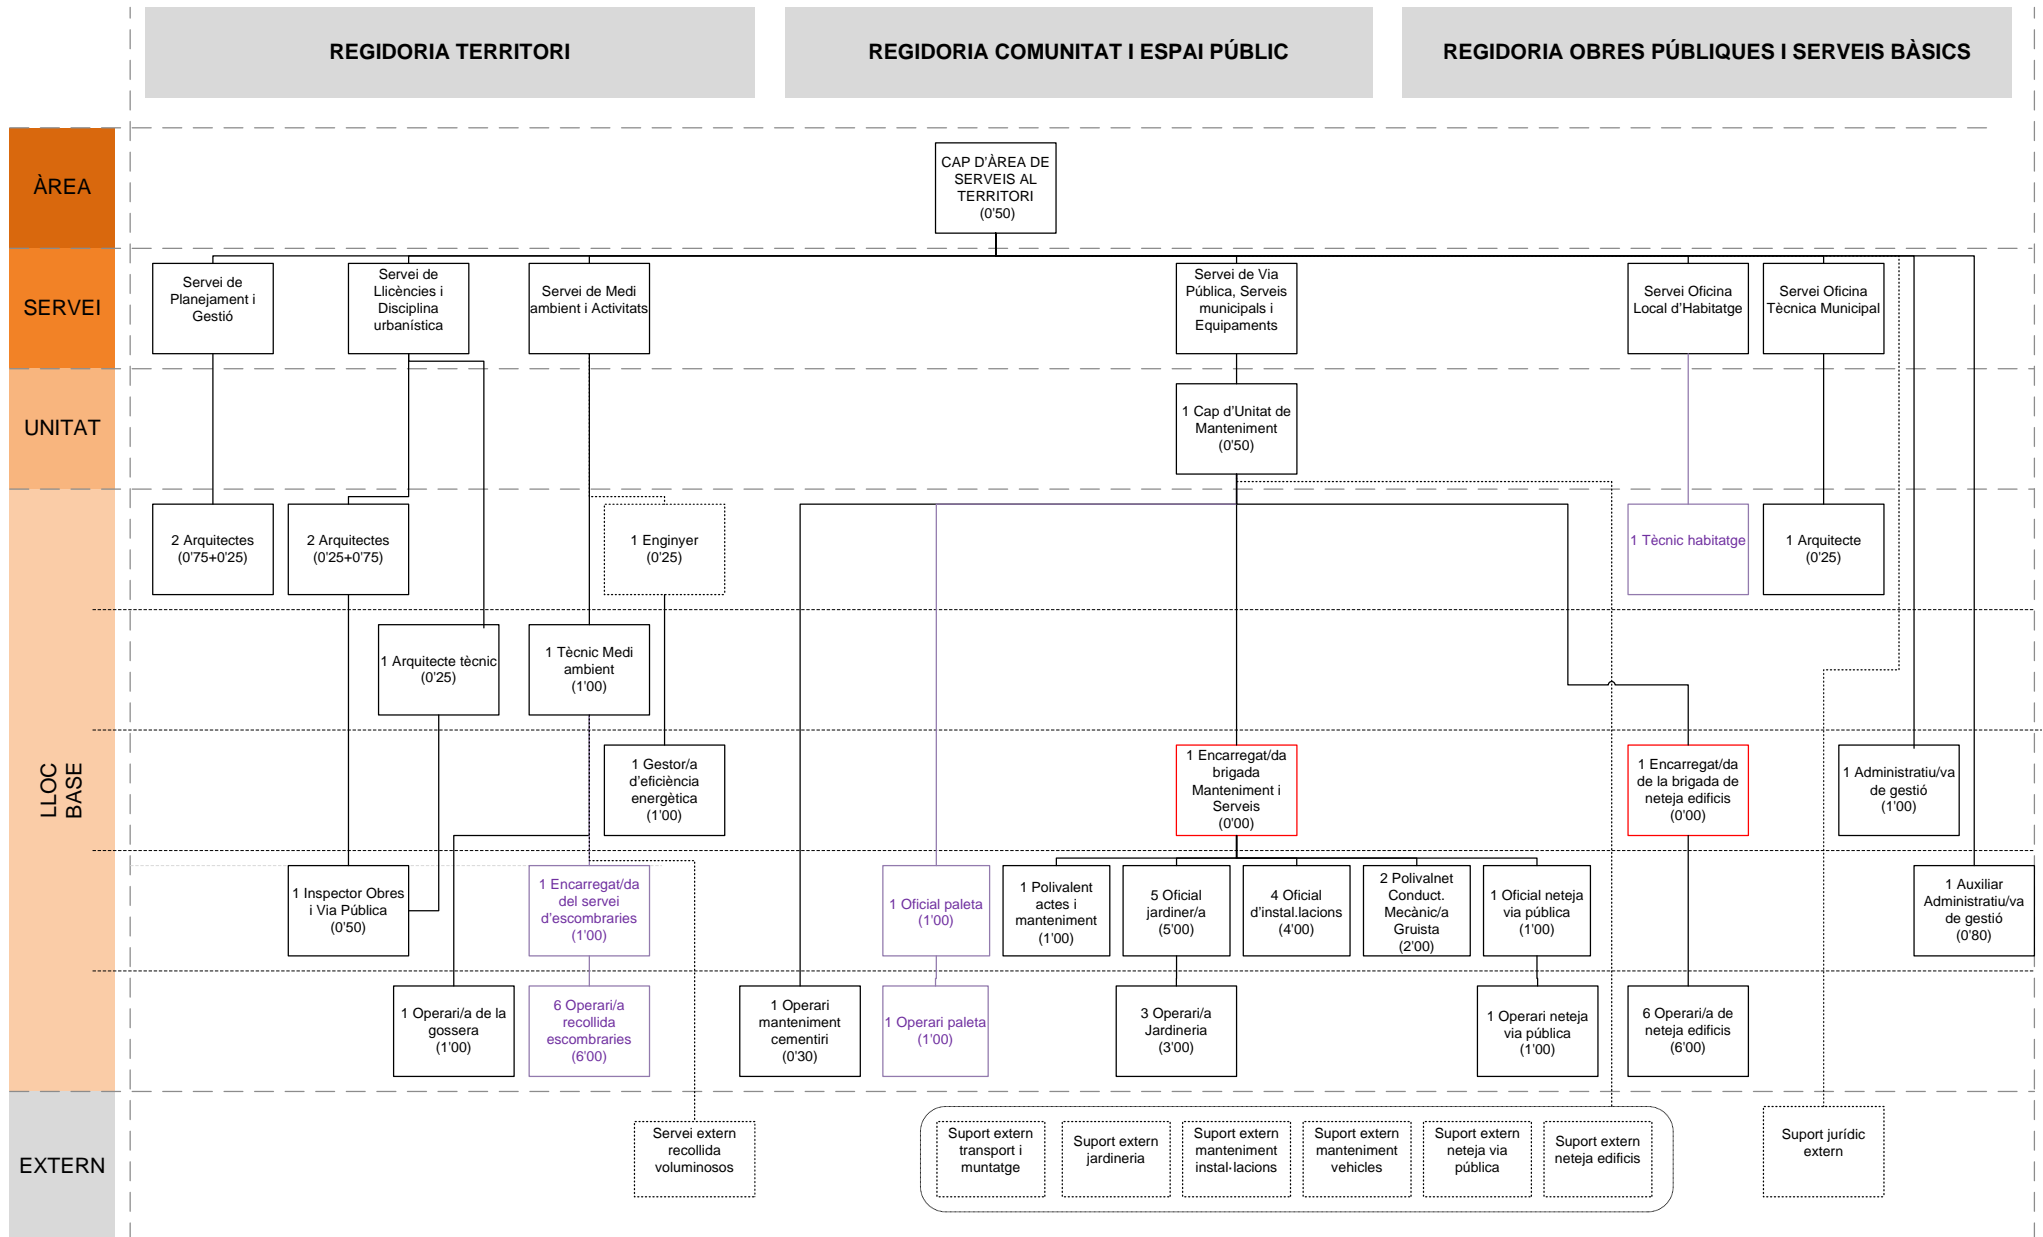 REGIDORIA TERRITORI
REGIDORIA COMUNITAT I ESPAI PÚBLIC
REGIDORIA OBRES PÚBLIQUES I SERVEIS BÀSICS
ÀREA
CAP D'ÀREA DE
SERVEIS AL
TERRITORI
(0'50)
SERVEI
Servei de
Planejament i
Gestió
Servei de
Llicències i
Disciplina
urbanística
Servei de Medi
ambient i Activitats
Servei de Via
Pública, Serveis
municipals i
Equipaments
Servei Oficina
Local d'Habitatge
Servei Oficina
Tècnica Municipal
UNITAT
1 Cap d'Unitat de
Manteniment
(0'50)
LLOC
BASE
2 Arquitectes
(0'75+0'25)
2 Arquitectes
(0'25+0'75)
1 Enginyer
(0'25)
1 Tècnic habitatge
1 Arquitecte
(0'25)
1 Arquitecte tècnic
(0'25)
1 Tècnic Medi
ambient
(1'00)
1 Gestor/a
d'eficiència
energètica
(1'00)
1 Encarregat/da
brigada
Manteniment i
Serveis
(0'00)
1 Encarregat/da
de la brigada de
neteja edificis
(0'00)
1 Administratiu/va
de gestió
(1'00)
1 Inspector Obres
i Via Pública
(0'50)
1 Encarregat/da
del servei
d'escombraries
(1'00)
1 Oficial paleta
(1'00)
1 Polivalent
actes i
manteniment
(1'00)
5 Oficial
jardiner/a
(5'00)
4 Oficial
d'instal.lacions
(4'00)
2 Polivalnet
Conduct.
Mecànic/a
Gruista
(2'00)
1 Oficial neteja
via pública
(1'00)
1 Auxiliar
Administratiu/va
de gestió
(0'80)
1 Operari/a de la
gossera
(1'00)
6 Operari/a
recollida
escombraries
(6'00)
1 Operari
manteniment
cementiri
(0'30)
1 Operari paleta
(1'00)
3 Operari/a
Jardineria
(3'00)
1 Operari neteja
via pública
(1'00)
6 Operari/a de
neteja edificis
(6'00)
EXTERN
Servei extern
recollida
voluminosos
Suport extern
transport i
muntatge
Suport extern
jardineria
Suport extern
manteniment
instal·lacions
Suport extern
manteniment
vehicles
Suport extern
neteja via
pública
Suport extern
neteja edificis
Suport jurídic
extern